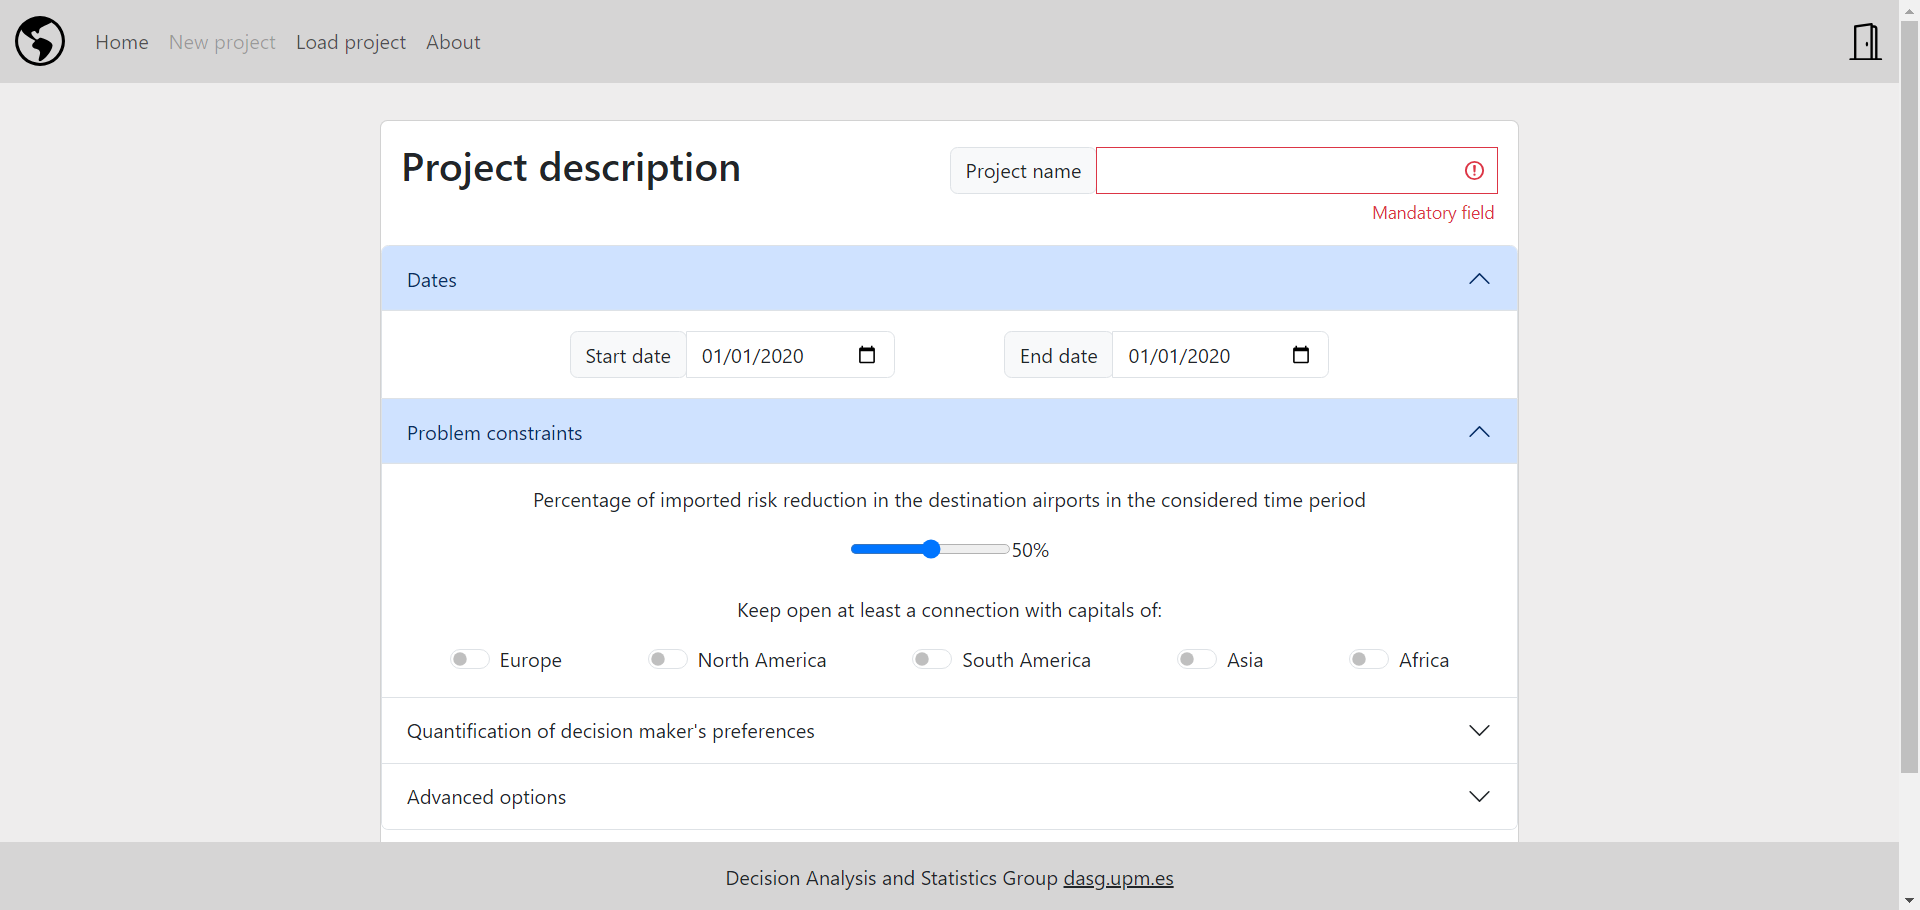 Home New project Load project About
Project description
Project name
Mandatory field
Dates
Start date 01/01/2020 End date 01/01/2020
Problem constraints
Percentage of imported risk reduction in the destination airports in the considered time period
50%
Keep open at least a connection with capitals of:
Europe North America South America Asia Africa
Quantification of decision maker's preferences
Advanced options
Decision Analysis and Statistics Group dasg.upm.es